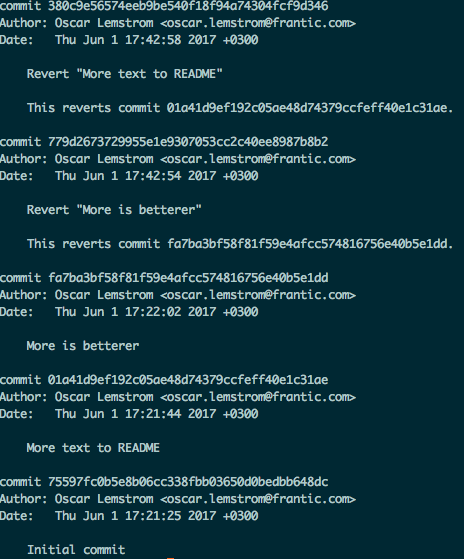 commit 380c9e56574eeb9be540f18f94a74304fcf9d346
Author: Oscar Lemstrom <oscar.lemstrom@frantic.com>
Date:   Thu Jun 1 17:42:58 2017 +0300
Revert "More text to README"
This reverts commit 01a41d9ef192c05ae48d74379ccfeff40e1c31ae.
commit 779d2673729955e1e9307053cc2c40ee8987b8b2
Author: Oscar Lemstrom <oscar.lemstrom@frantic.com>
Date:   Thu Jun 1 17:42:54 2017 +0300
Revert "More is betterer"
This reverts commit fa7ba3bf58f81f59e4afcc574816756e40b5e1dd.
commit fa7ba3bf58f81f59e4afcc574816756e40b5e1dd
Author: Oscar Lemstrom <oscar.lemstrom@frantic.com>
Date:   Thu Jun 1 17:22:02 2017 +0300
More is betterer
commit 01a41d9ef192c05ae48d74379ccfeff40e1c31ae
Author: Oscar Lemstrom <oscar.lemstrom@frantic.com>
Date:   Thu Jun 1 17:21:44 2017 +0300
More text to README
commit 75597fc0b5e8b06cc338fbb03650d0bedbb648dc
Author: Oscar Lemstrom <oscar.lemstrom@frantic.com>
Date:   Thu Jun 1 17:21:25 2017 +0300
Initial commit